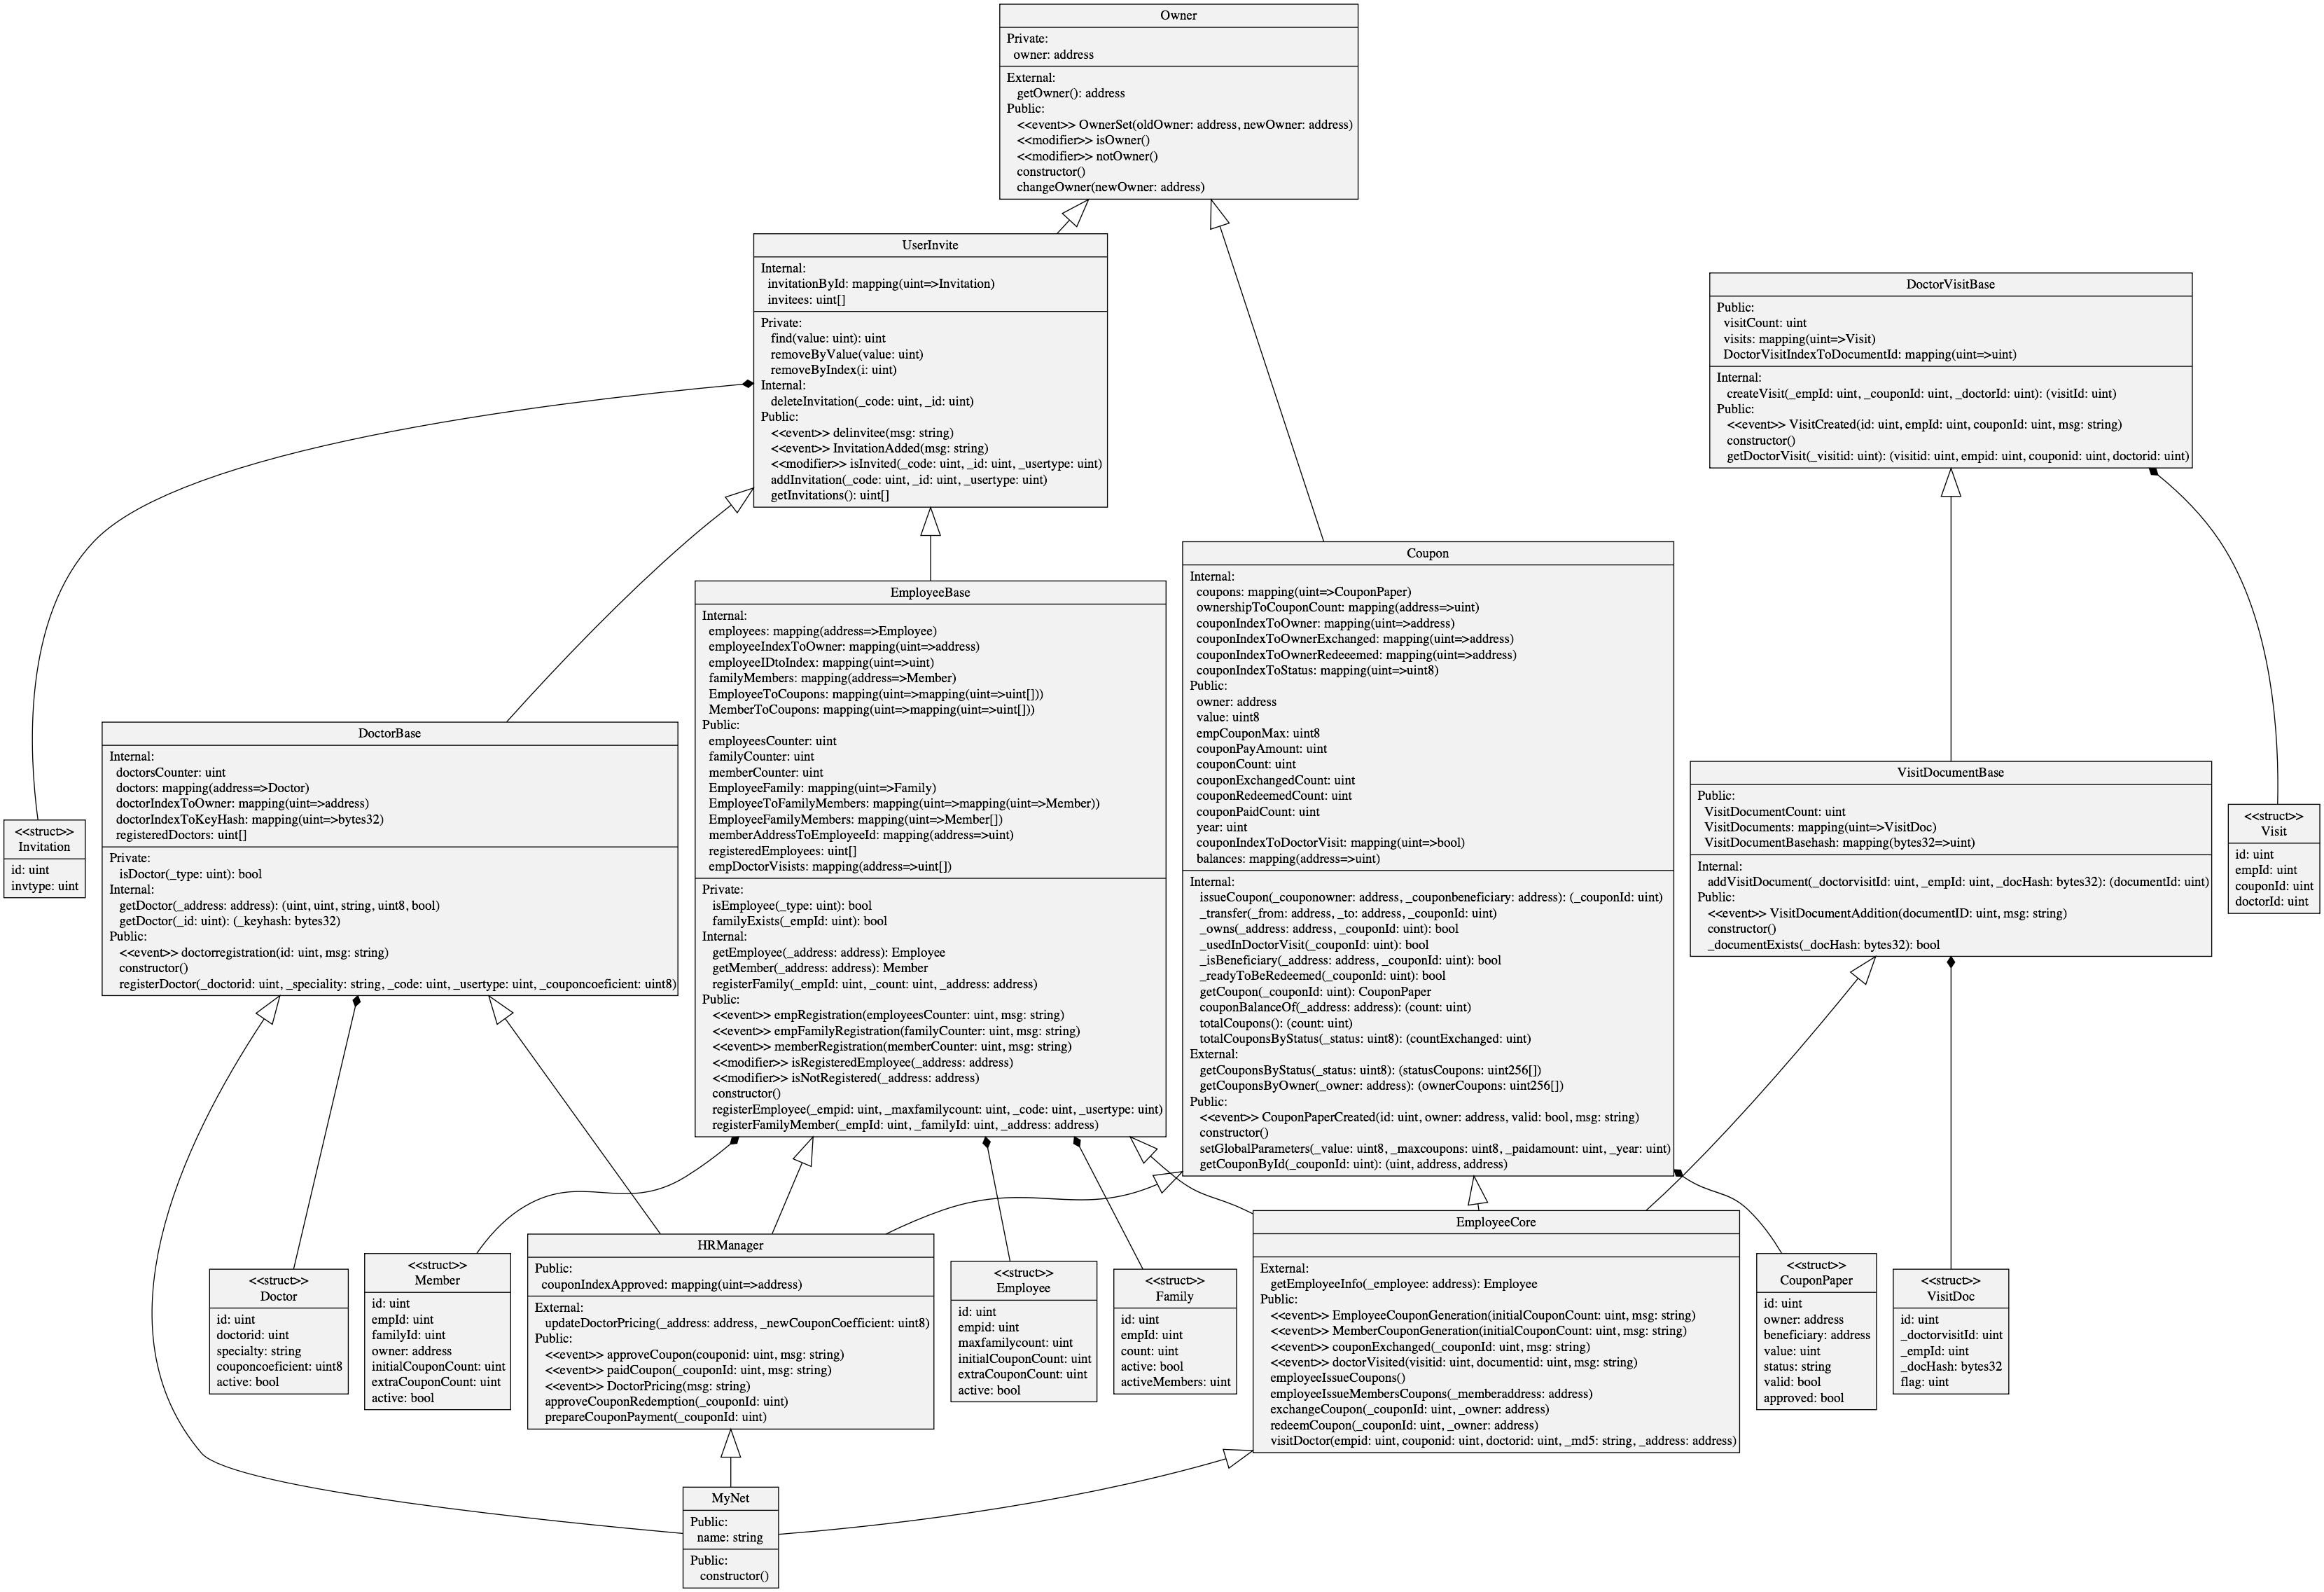 Owner
Private:
owner: address
External:
getOwner(): address
Public:
<<event>> OwnerSet(oldOwner: address, newOwner: address)
<<modifier>> isOwner()
<<modifier>> notOwner()
constructor()
changeOwner(newOwner: address)
UserInvite
Internal:
invitationById: mapping(uint=>Invitation)
invitees: uint[]
Private:
find(value: uint): uint
removeByValue(value: uint)
removeByIndex(i: uint)
Internal:
deleteInvitation(_code: uint, _id: uint)
Public:
<<event>> delinvitee(msg: string)
<<event>> InvitationAdded(msg: string)
<<modifier>> isInvited(_code: uint, _id: uint, _usertype: uint)
addInvitation(_code: uint, _id: uint, _usertype: uint)
getInvitations(): uint[]
DoctorVisitBase
Public:
visitCount: uint
visits: mapping(uint=>Visit)
DoctorVisitIndexToDocumentId: mapping(uint=>uint)
Internal:
createVisit(_empId: uint, _couponId: uint, _doctorId: uint): (visitId: uint)
Public:
<<event>> VisitCreated(id: uint, empId: uint, couponId: uint, msg: string)
constructor()
getDoctorVisit(_visitid: uint): (visitid: uint, empid: uint, couponid: uint, doctorid: uint)
Coupon
Internal:
coupons: mapping(uint=>CouponPaper)
ownershipToCouponCount: mapping(address=>uint)
couponIndexToOwner: mapping(uint=>address)
couponIndexToOwnerExchanged: mapping(uint=>address)
couponIndexToOwnerRedeeemed: mapping(uint=>address)
couponIndexToStatus: mapping(uint=>uint8)
Public:
owner: address
value: uint8
empCouponMax: uint8
couponPayAmount: uint
couponCount: uint
couponExchangedCount: uint
couponRedeemedCount: uint
couponPaidCount: uint
year: uint
couponIndexToDoctorVisit: mapping(uint=>bool)
balances: mapping(address=>uint)
Internal:
issueCoupon(_couponowner: address, _couponbeneficiary: address): (_couponId: uint)
_transfer(_from: address, _to: address, _couponId: uint)
_owns(_address: address, _couponId: uint): bool
_usedInDoctorVisit(_couponId: uint): bool
_isBeneficiary(_address: address, _couponId: uint): bool
_readyToBeRedeemed(_couponId: uint): bool
getCoupon(_couponId: uint): CouponPaper
couponBalanceOf(_address: address): (count: uint)
totalCoupons(): (count: uint)
totalCouponsByStatus(_status: uint8): (countExchanged: uint)
External:
getCouponsByStatus(_status: uint8): (statusCoupons: uint256[])
getCouponsByOwner(_owner: address): (ownerCoupons: uint256[])
Public:
<<event>> CouponPaperCreated(id: uint, owner: address, valid: bool, msg: string)
constructor()
setGlobalParameters(_value: uint8, _maxcoupons: uint8, _paidamount: uint, _year: uint)
getCouponById(_couponId: uint): (uint, address, address)
EmployeeBase
Internal:
employees: mapping(address=>Employee)
employeeIndexToOwner: mapping(uint=>address)
employeeIDtoIndex: mapping(uint=>uint)
familyMembers: mapping(address=>Member)
EmployeeToCoupons: mapping(uint=>mapping(uint=>uint[]))
MemberToCoupons: mapping(uint=>mapping(uint=>uint[]))
Public:
employeesCounter: uint
familyCounter: uint
memberCounter: uint
EmployeeFamily: mapping(uint=>Family)
EmployeeToFamilyMembers: mapping(uint=>mapping(uint=>Member))
EmployeeFamilyMembers: mapping(uint=>Member[])
memberAddressToEmployeeId: mapping(address=>uint)
registeredEmployees: uint[]
empDoctorVisists: mapping(address=>uint[])
Private:
isEmployee(_type: uint): bool
familyExists(_empId: uint): bool
Internal:
getEmployee(_address: address): Employee
getMember(_address: address): Member
registerFamily(_empId: uint, _count: uint, _address: address)
Public:
<<event>> empRegistration(employeesCounter: uint, msg: string)
<<event>> empFamilyRegistration(familyCounter: uint, msg: string)
<<event>> memberRegistration(memberCounter: uint, msg: string)
<<modifier>> isRegisteredEmployee(_address: address)
<<modifier>> isNotRegistered(_address: address)
constructor()
registerEmployee(_empid: uint, _maxfamilycount: uint, _code: uint, _usertype: uint)
registerFamilyMember(_empId: uint, _familyId: uint, _address: address)
DoctorBase
Internal:
doctorsCounter: uint
doctors: mapping(address=>Doctor)
doctorIndexToOwner: mapping(uint=>address)
doctorIndexToKeyHash: mapping(uint=>bytes32)
registeredDoctors: uint[]
Private:
isDoctor(_type: uint): bool
Internal:
getDoctor(_address: address): (uint, uint, string, uint8, bool)
getDoctor(_id: uint): (_keyhash: bytes32)
Public:
<<event>> doctorregistration(id: uint, msg: string)
constructor()
registerDoctor(_doctorid: uint, _speciality: string, _code: uint, _usertype: uint, _couponcoeficient: uint8)
VisitDocumentBase
Public:
VisitDocumentCount: uint
VisitDocuments: mapping(uint=>VisitDoc)
VisitDocumentBasehash: mapping(bytes32=>uint)
Internal:
addVisitDocument(_doctorvisitId: uint, _empId: uint, _docHash: bytes32): (documentId: uint)
Public:
<<event>> VisitDocumentAddition(documentID: uint, msg: string)
constructor()
_documentExists(_docHash: bytes32): bool
<<struct>>
Invitation
id: uint
invtype: uint
<<struct>>
Visit
id: uint
empId: uint
couponId: uint
doctorId: uint
<<struct>>
Doctor
id: uint
doctorid: uint
specialty: string
couponcoeficient: uint8
active: bool
<<struct>>
Member
id: uint
empId: uint
familyId: uint
owner: address
initialCouponCount: uint
extraCouponCount: uint
active: bool
HRManager
Public:
couponIndexApproved: mapping(uint=>address)
External:
updateDoctorPricing(_address: address, _newCouponCoefficient: uint8)
Public:
<<event>> approveCoupon(couponid: uint, msg: string)
<<event>> paidCoupon(_couponId: uint, msg: string)
<<event>> DoctorPricing(msg: string)
approveCouponRedemption(_couponId: uint)
prepareCouponPayment(_couponId: uint)
<<struct>>
Employee
id: uint
empid: uint
maxfamilycount: uint
initialCouponCount: uint
extraCouponCount: uint
active: bool
<<struct>>
Family
id: uint
empId: uint
count: uint
active: bool
activeMembers: uint
EmployeeCore
External:
getEmployeeInfo(_employee: address): Employee
Public:
<<event>> EmployeeCouponGeneration(initialCouponCount: uint, msg: string)
<<event>> MemberCouponGeneration(initialCouponCount: uint, msg: string)
<<event>> couponExchanged(_couponId: uint, msg: string)
<<event>> doctorVisited(visitid: uint, documentid: uint, msg: string)
employeeIssueCoupons()
employeeIssueMembersCoupons(_memberaddress: address)
exchangeCoupon(_couponId: uint, _owner: address)
redeemCoupon(_couponId: uint, _owner: address)
visitDoctor(empid: uint, couponid: uint, doctorid: uint, _md5: string, _address: address)
<<struct>>
CouponPaper
id: uint
owner: address
beneficiary: address
value: uint
status: string
valid: bool
approved: bool
<<struct>>
VisitDoc
id: uint
_doctorvisitId: uint
_empId: uint
_docHash: bytes32
flag: uint
MyNet
Public:
name: string
Public:
constructor()